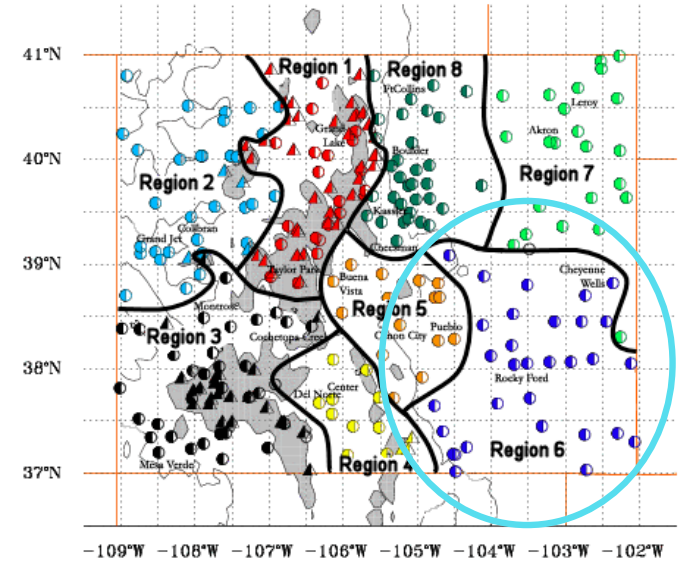 41°N
Region 1
Region 8
FtCollins
Leroy
Grand
Lake
Akron
Boulder
40°N
Region 7
Region 2
Kassler
Colbran
Grand Jct
Cheesman
39°N
Taylor Park
Buena
Vista
Cheyenne
Wells
Montrose
Region 5
Region 3
Cochetopa Creek
Canon City
Pueblo
38°N
Rocky Ford
Center
Del Norte
Mesa Verde
Region 4
Region 6
37°N
-109°W -108°W -107°W -106°W -105°W -104°W -103°W -102°W